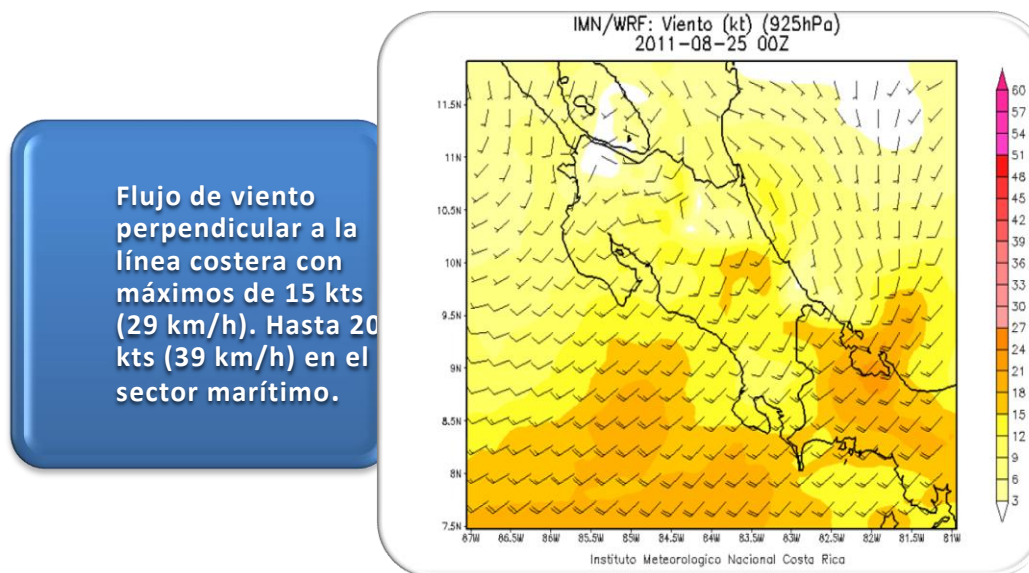 Flujo de viento
perpendicular a la
línea costera con
máximos de 15 kts
(29 km/h). Hasta 20
kts (39 km/h) en el
sector marítimo.
IMN/WRF: Viento (kt) (925hPa)
2011-08-25 00Z
11.5N
11N
10.5N
10N
9.5N
9N
8.5N
8N
7.5N
87W 86.5W 86W 85.5W 85W 84.5W 84W 83.5W 83W 82.5W 82W 81.5W 81W
60
57
54
51
48
45
42
39
36
33
30
27
24
21
18
15
12
9
6
3
Instituto Meteorologico Nacional Costa Rica